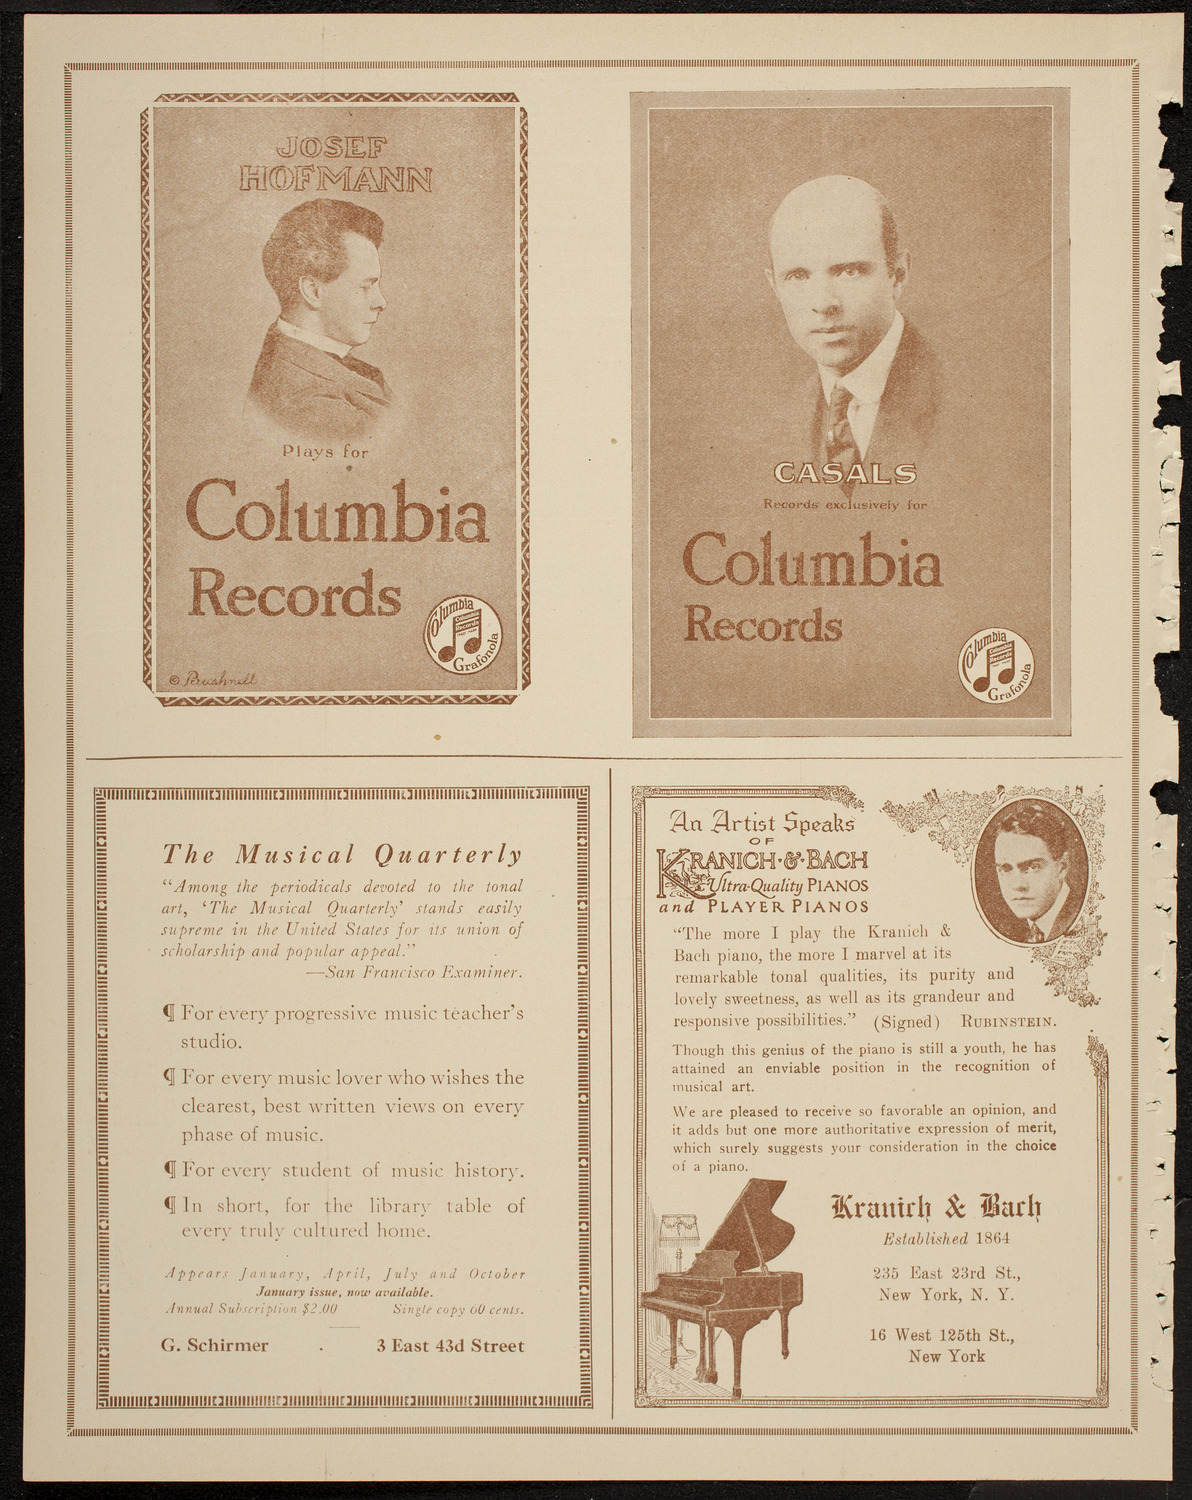 JOSEF
HOFMANN
Plays for
Columbia
Records
Columbia
Columbia
Records
Grafonola
© Brushnell
CASALS
Records exclusively for
Columbia
Records
Columbia
Columbia
Records
Grafonola
The Musical Quarterly
“Among the periodicals devoted to the tonal
art, ‘The Musical Quarterly’ stands easily
supreme in the United States for its union of
scholarship and popular appeal.”
—San Francisco Examiner.
¶ For every progressive music teacher's
studio.
¶ For every music lover who wishes the
clearest, best written views on every
phase of music.
¶ For every student of music history.
¶ In short, for the library table of
every truly cultured home.
Appears January, April, July and October
January issue, now available.
Annual Subscription $2.00 Single copy 60 cents.
G. Schirmer . 3 East 43d Street
An Artist Speaks
OF
KRANICH·&·BACH
Ultra-Quality PIANOS
and PLAYER PIANOS
“The more I play the Kranich &
Bach piano, the more I marvel at its
remarkable tonal qualities, its purity and
lovely sweetness, as well as its grandeur and
responsive possibilities.” (Signed) RUBINSTEIN.
Though this genius of the piano is still a youth, he has
attained an enviable position in the recognition of
musical art.
We are pleased to receive so favorable an opinion, and
it adds but one more authoritative expression of merit,
which surely suggests your consideration in the choice
of a piano.
Kranich & Bach
Established 1864
235 East 23rd St.,
New York, N. Y.
16 West 125th St.,
New York